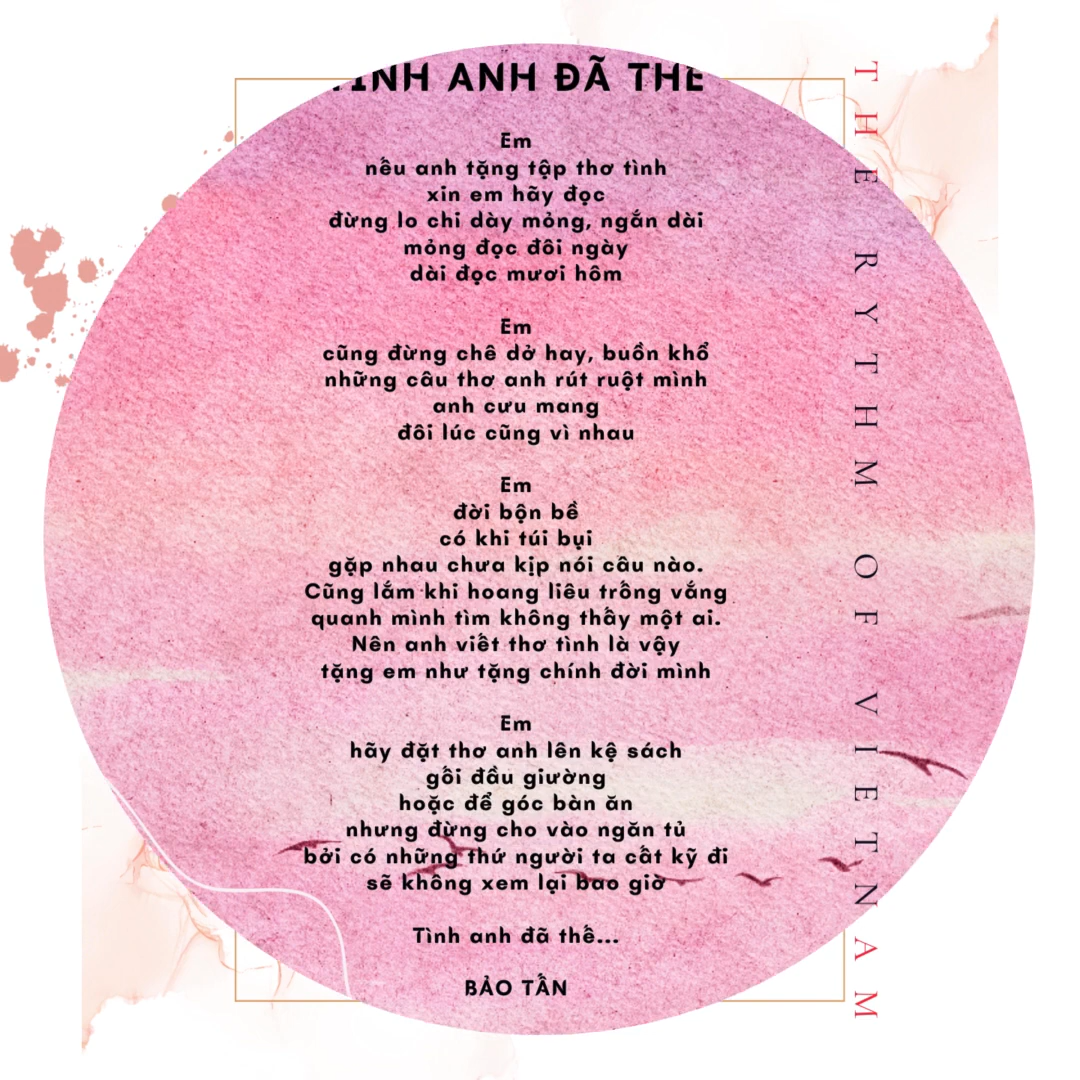 TÌNH ANH ĐÃ THẾ
Em
nếu anh tặng tập thơ tình
xin em hãy đọc
đừng lo chi dày mỏng, ngắn dài
mỏng đọc đôi ngày
dài đọc mươi hôm
Em
cũng đừng chê dở hay, buồn khổ
những câu thơ anh rút ruột mình
anh cưu mang
đôi lúc cũng vì nhau
Em
đời bộn bề
có khi túi bụi
gặp nhau chưa kịp nói câu nào.
Cũng lắm khi hoang liêu trống vắng
quanh mình tìm không thấy một ai.
Nên anh viết thơ tình là vậy
tặng em như tặng chính đời mình
Em
hãy đặt thơ anh lên kệ sách
gối đầu giường
hoặc để góc bàn ăn
nhưng đừng cho vào ngăn tủ
bởi có những thứ người ta cất kỹ đi
sẽ không xem lại bao giờ
Tình anh đã thế...
BẢO TẤN
THE RYTHM OF VIETNAM